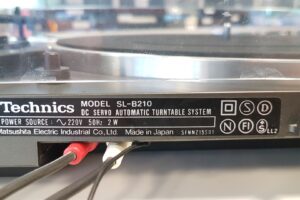 Technics MODEL SL-B210
DC SERVO AUTOMATIC TURNTABLE SYSTEM
POWER SOURCE : ∿ 220V 50Hz 2W
Matsushita Electric Industrial Co., Ltd. Made in Japan
S D
N FI